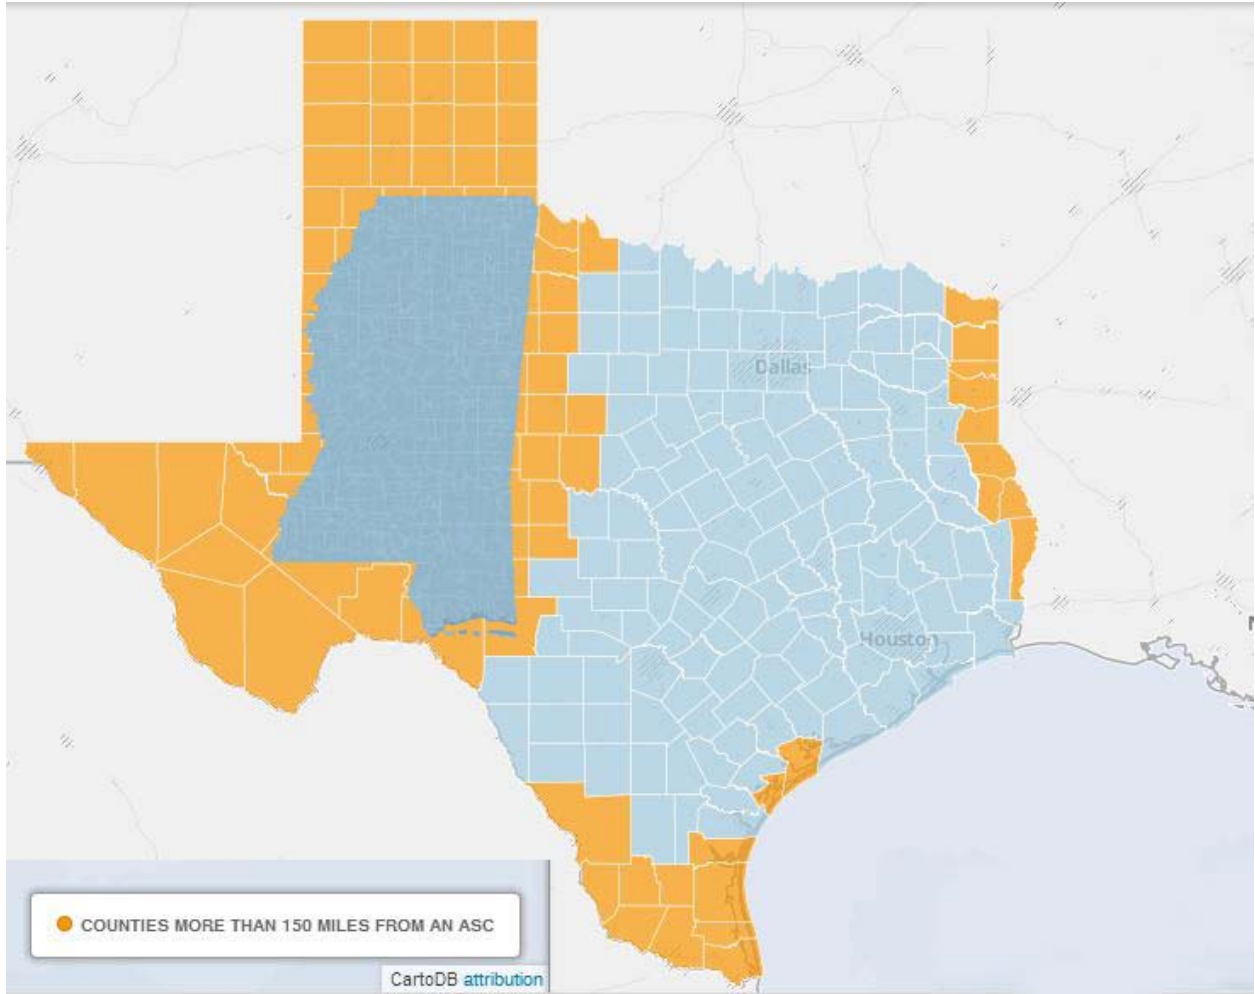 Dallas
Houston
COUNTIES MORE THAN 150 MILES FROM AN ASC
CartoDB attribution